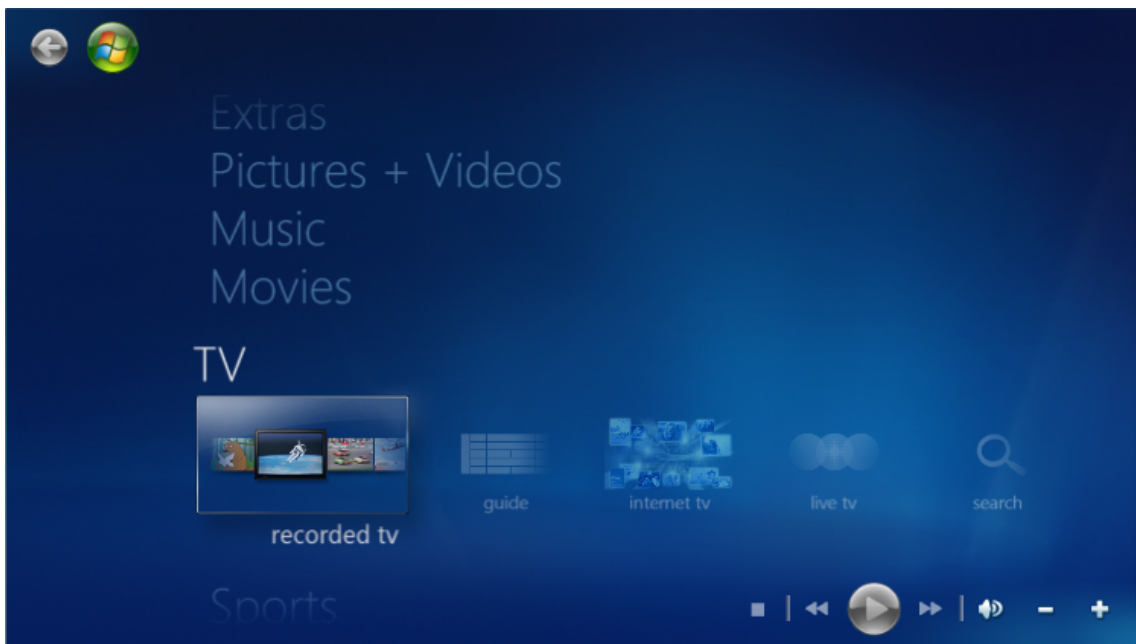 Extras
Pictures + Videos
Music
Movies
TV
recorded tv
guide
internet tv
live tv
search
Sports